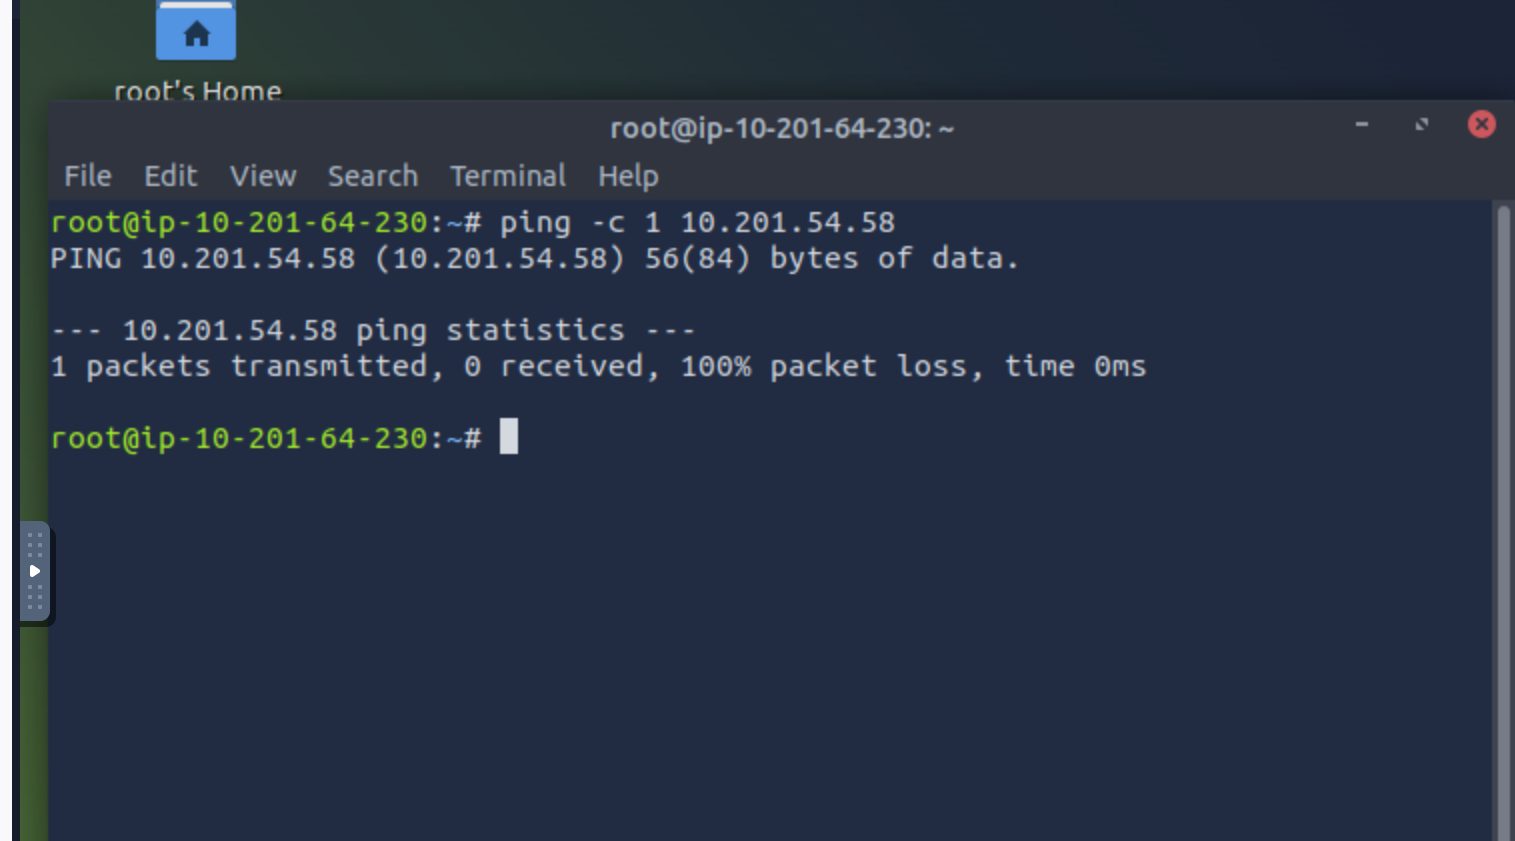 root's Home
root@ip-10-201-64-230: ~
File Edit View Search Terminal Help
root@ip-10-201-64-230:~# ping -c 1 10.201.54.58
PING 10.201.54.58 (10.201.54.58) 56(84) bytes of data.
--- 10.201.54.58 ping statistics ---
1 packets transmitted, 0 received, 100% packet loss, time 0ms
root@ip-10-201-64-230:~#